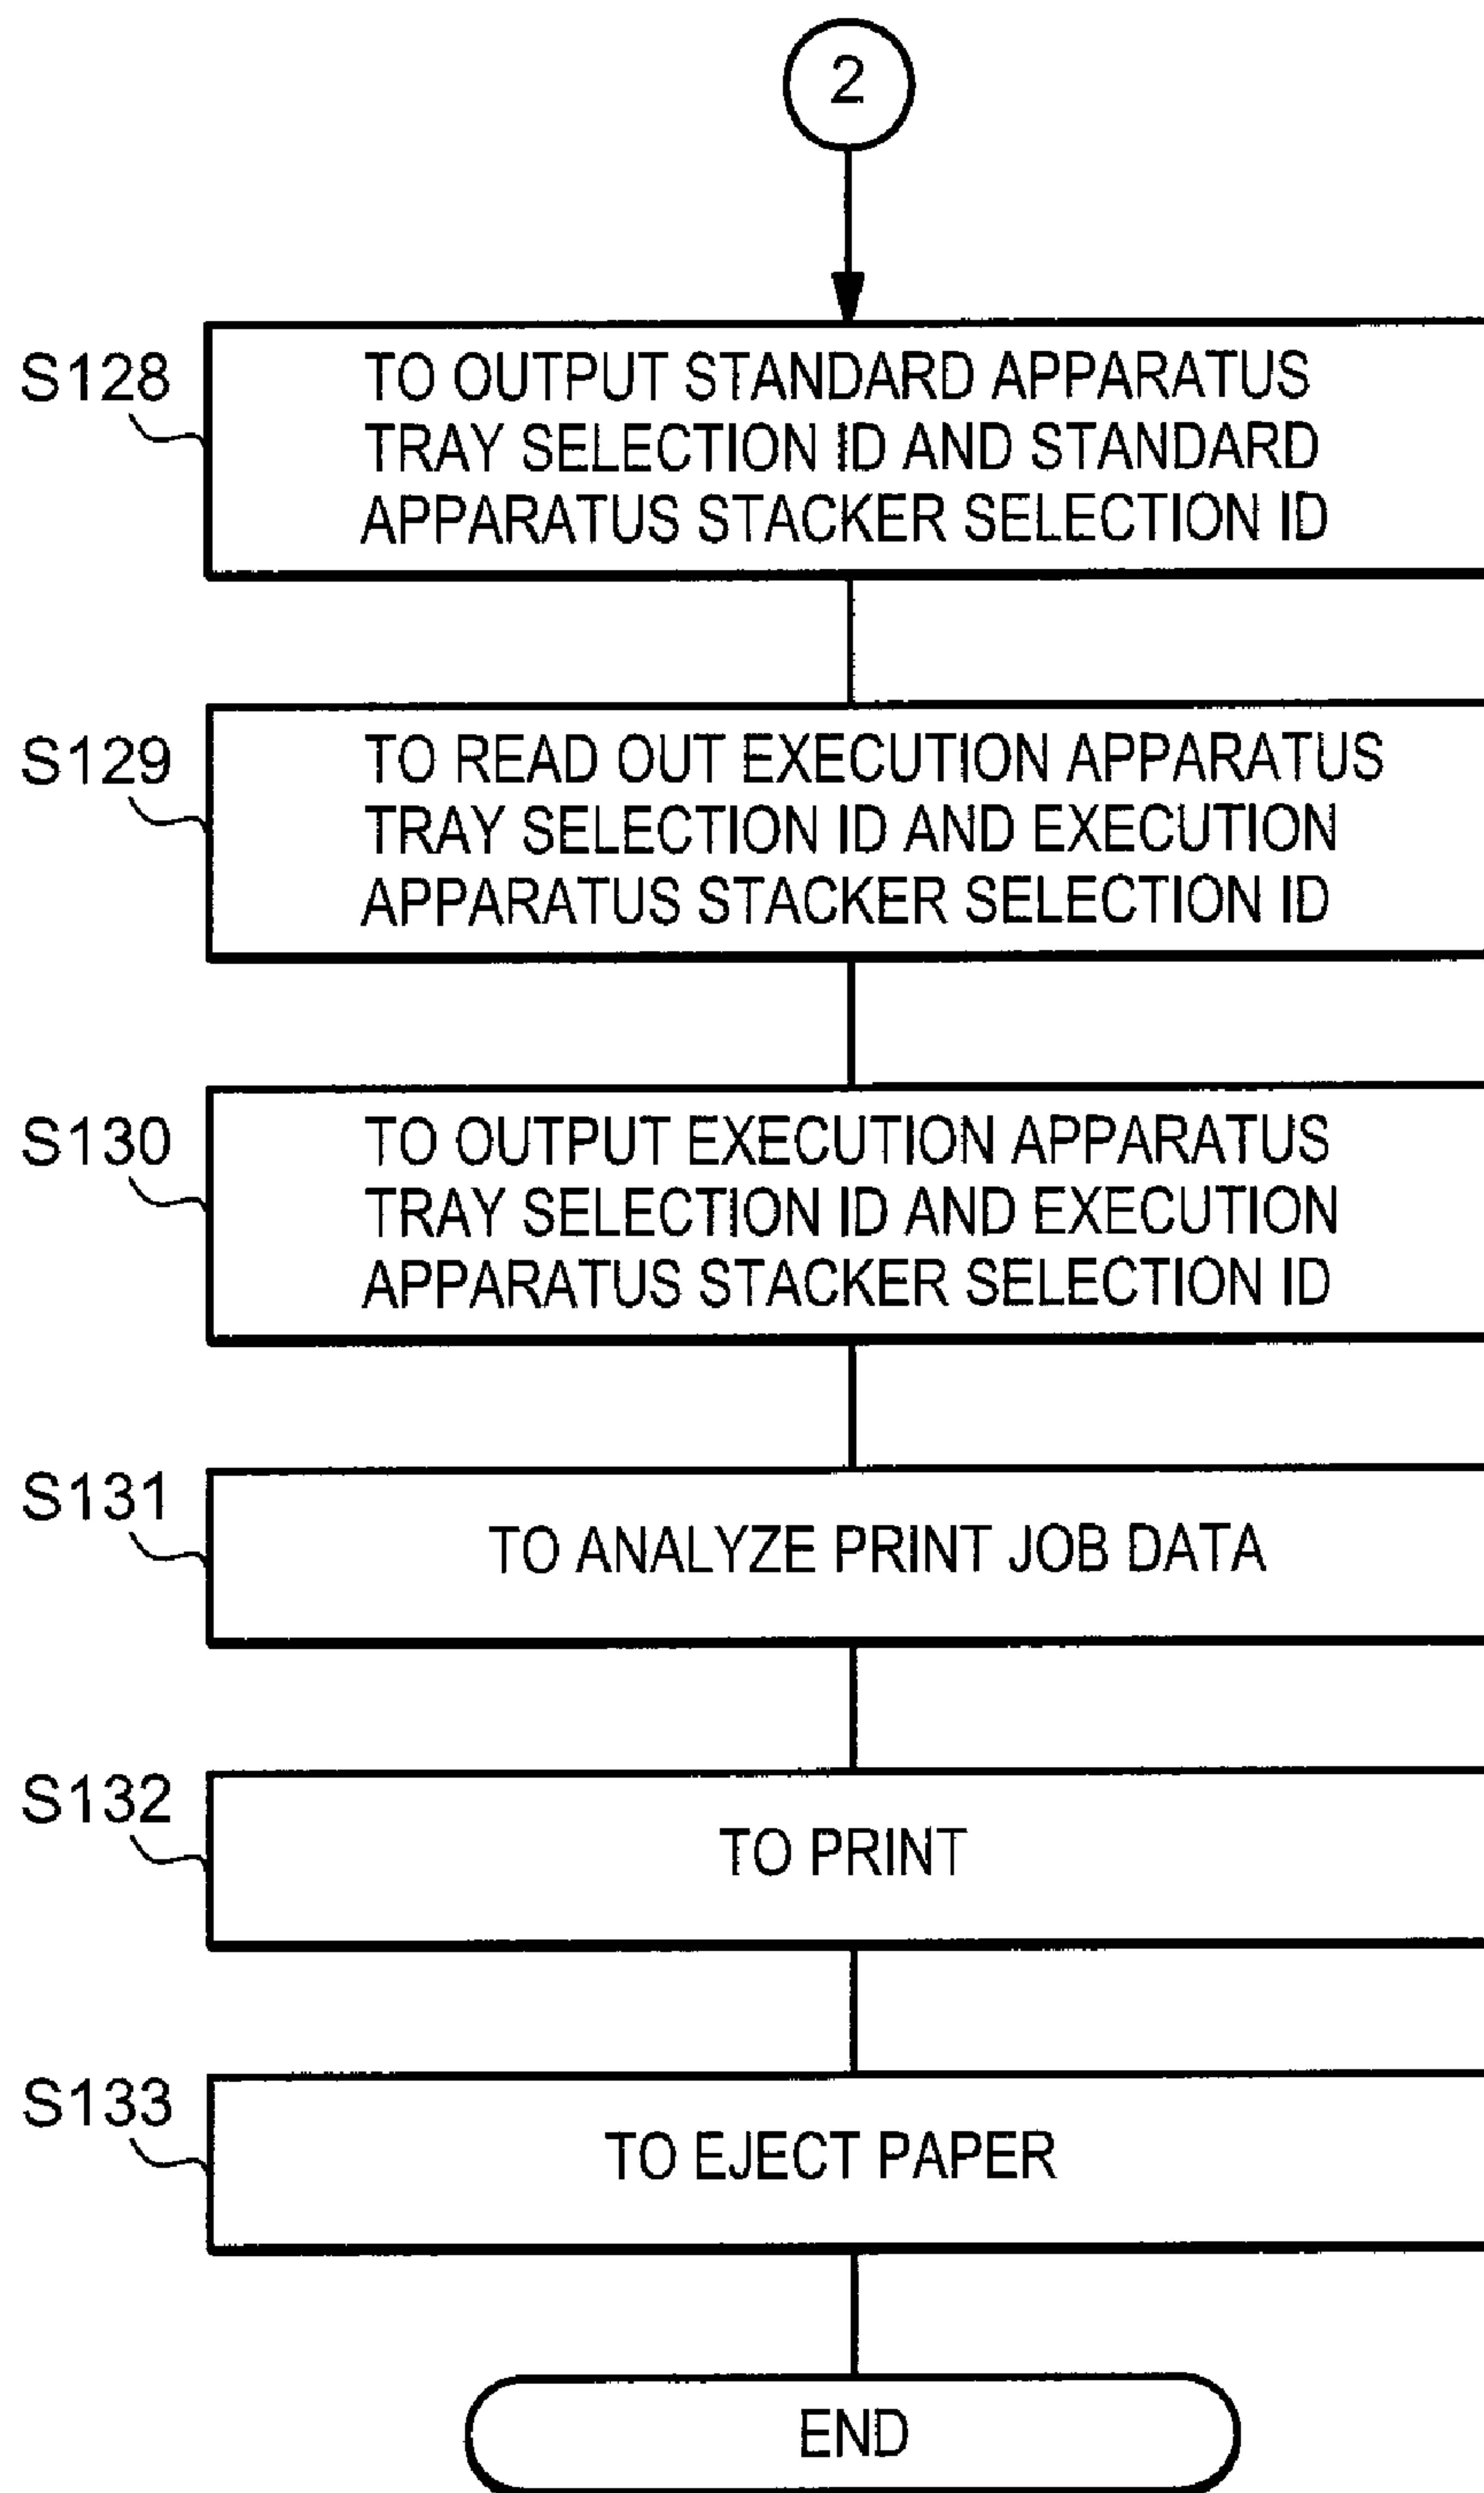 2
S128
TO OUTPUT STANDARD APPARATUS
TRAY SELECTION ID AND STANDARD
APPARATUS STACKER SELECTION ID
S129
TO READ OUT EXECUTION APPARATUS
TRAY SELECTION ID AND EXECUTION
APPARATUS STACKER SELECTION ID
S130
TO OUTPUT EXECUTION APPARATUS
TRAY SELECTION ID AND EXECUTION
APPARATUS STACKER SELECTION ID
S131
TO ANALYZE PRINT JOB DATA
S132
TO PRINT
S133
TO EJECT PAPER
END